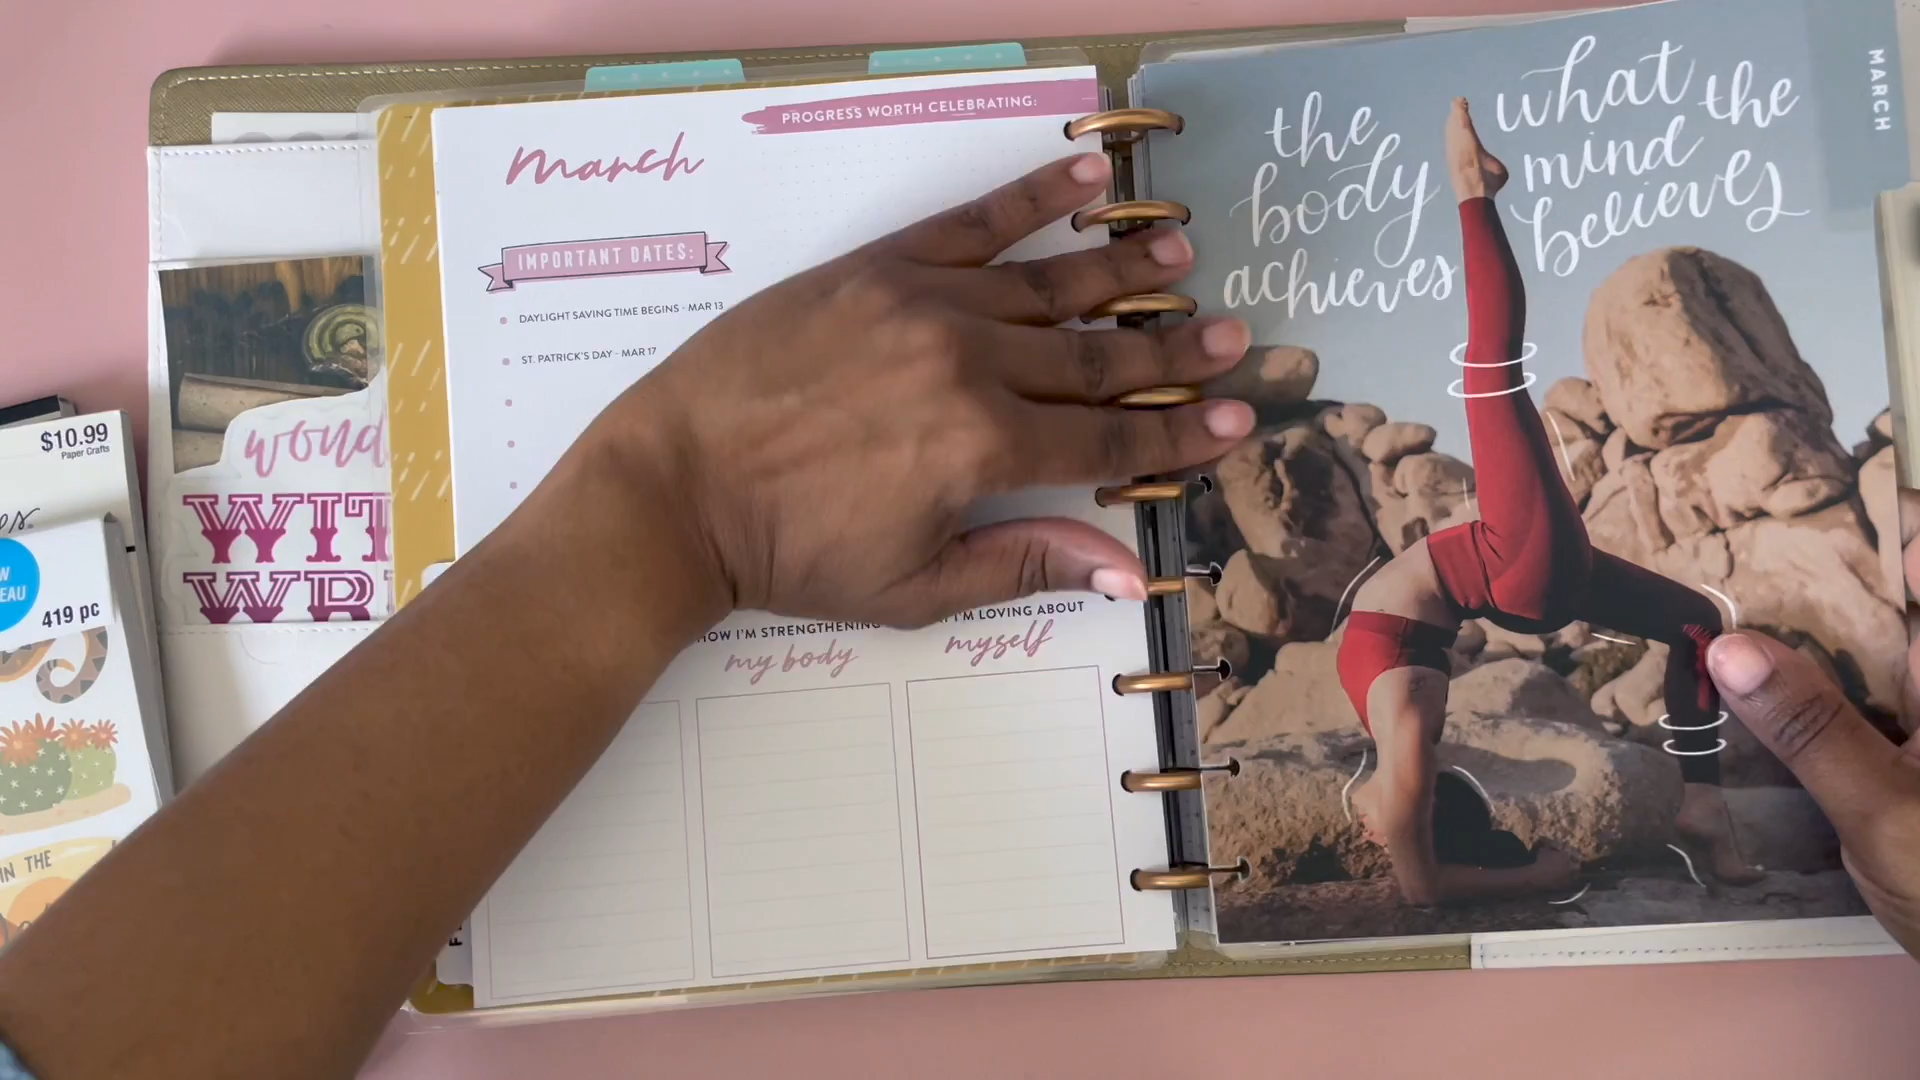 $10.99
Paper Crafts
419 pc
IN THE
WIT
march
PROGRESS WORTH CELEBRATING:
IMPORTANT DATES:
DAYLIGHT SAVING TIME BEGINS - MAR 13
ST. PATRICK'S DAY - MAR 17
HOW I'M STRENGTHENING
my body
I'M LOVING ABOUT
myself
the body achieves
what the mind believes
MARCH